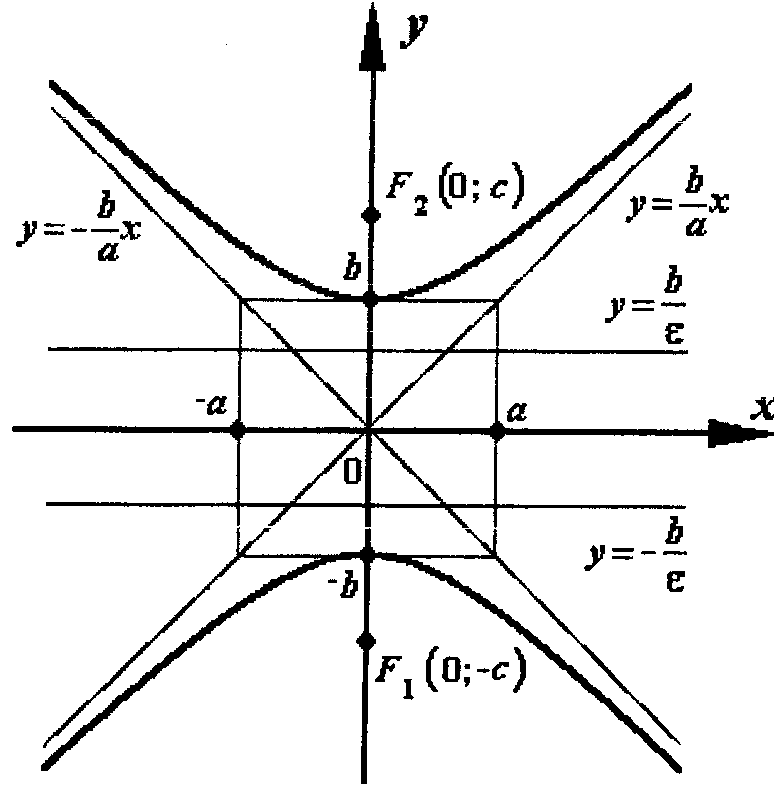 y
F₂(0; c)
y=-b/a x
y=b/a x
b
y=b/ε
-a
a
x
0
y=-b/ε
-b
F₁(0;-c)